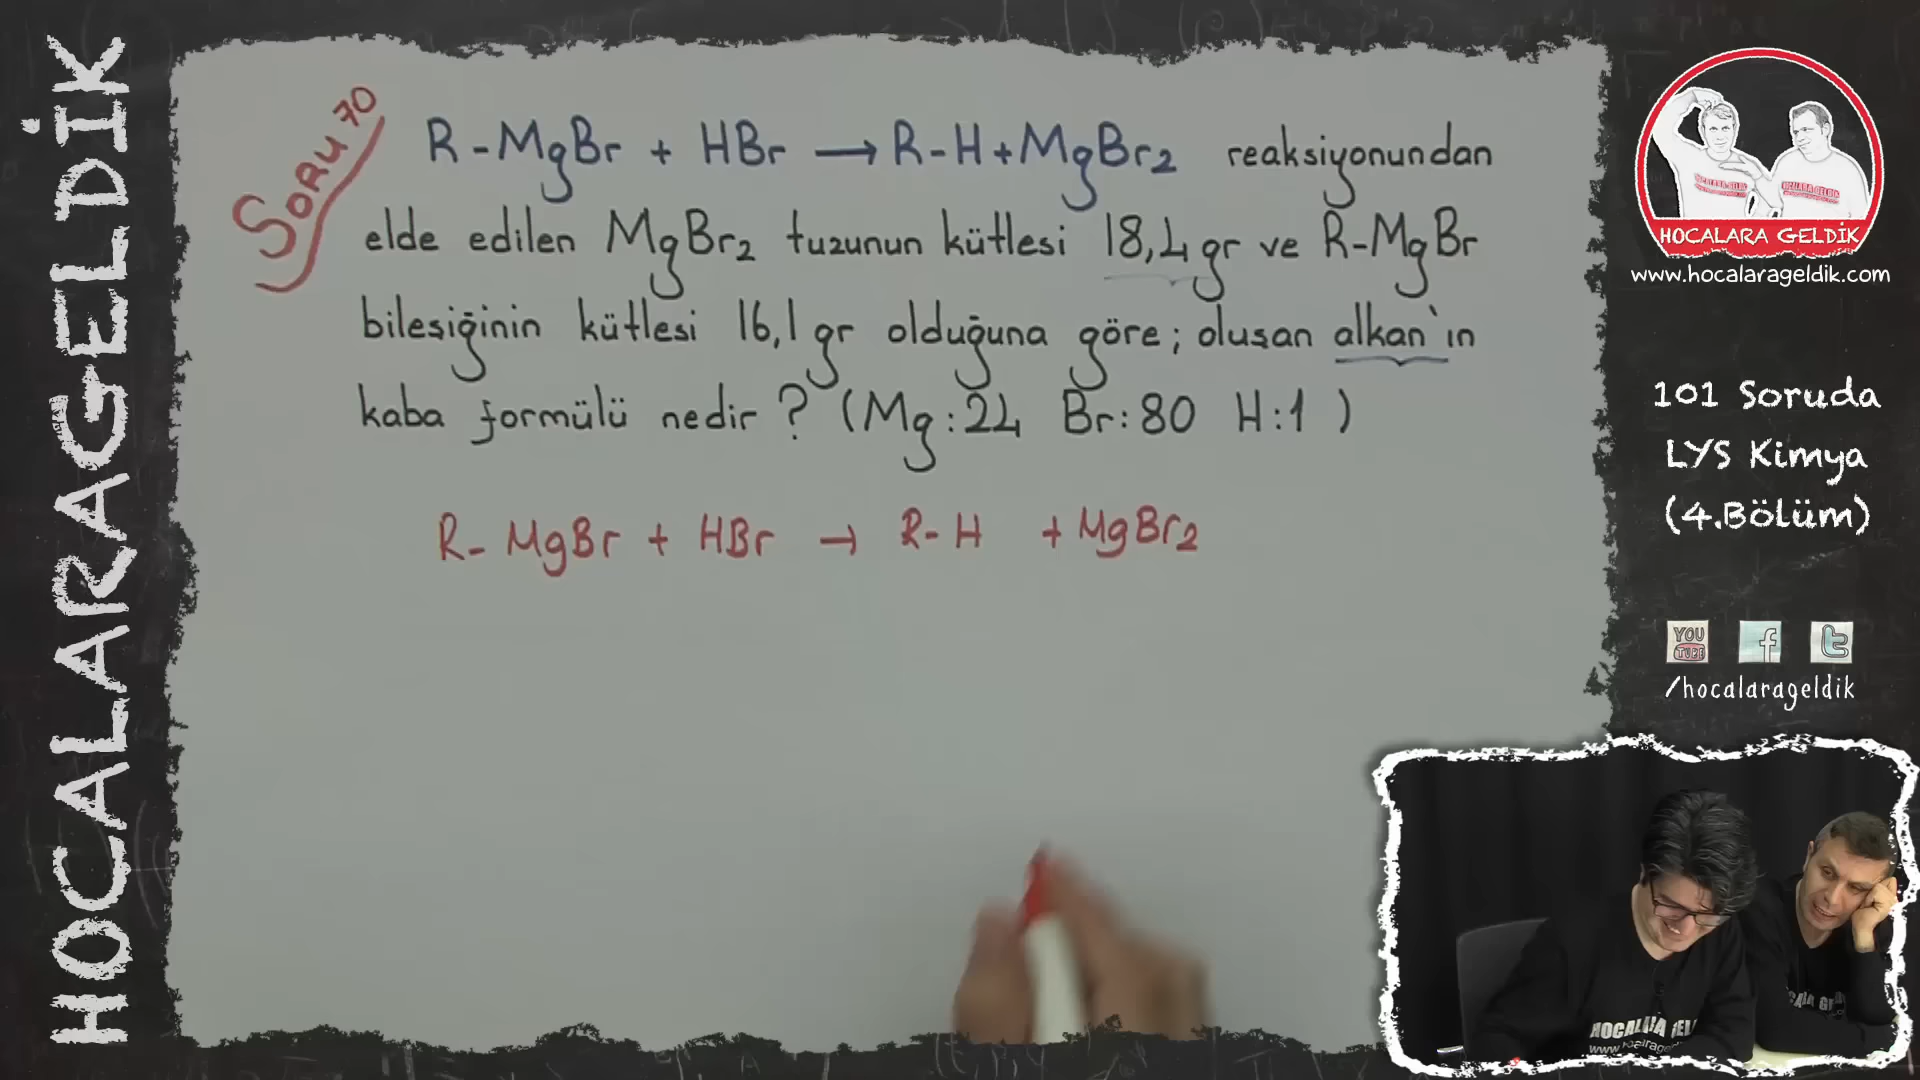 HOCALARAGELDİK
SORU 70
R-MgBr + HBr → R-H + MgBr2 reaksiyonundan
elde edilen MgBr2 tuzunun kütlesi 18,4 gr ve R-MgBr
bileşiğinin kütlesi 16,1 gr olduğuna göre; oluşan alkan'ın
kaba formülü nedir? (Mg:24 Br:80 H:1)
R-MgBr + HBr → R-H + MgBr2
HOCALARA GELDİK
www.hocalarageldik.com
101 Soruda
LYS Kimya
(4.Bölüm)
YOU
TUBE
f
t
/hocalarageldik